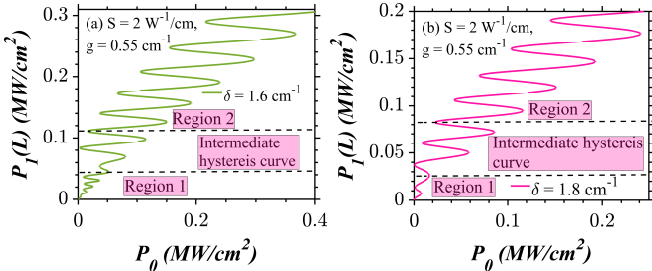 (a) S = 2 W⁻¹/cm,
g = 0.55 cm⁻¹
δ = 1.6 cm⁻¹
Region 2
Intermediate
hystereis curve
Region 1
0.3
0.2
0.1
0
0
0.2
0.4
P₁(L) (MW/cm²)
P₀ (MW/cm²)
(b) S = 2 W⁻¹/cm,
g = 0.55 cm⁻¹
Region 2
Intermediate hystereis
curve
Region 1
δ = 1.8 cm⁻¹
0.2
0.15
0.1
0.05
0
0
0.1
0.2
P₁(L) (MW/cm²)
P₀ (MW/cm²)